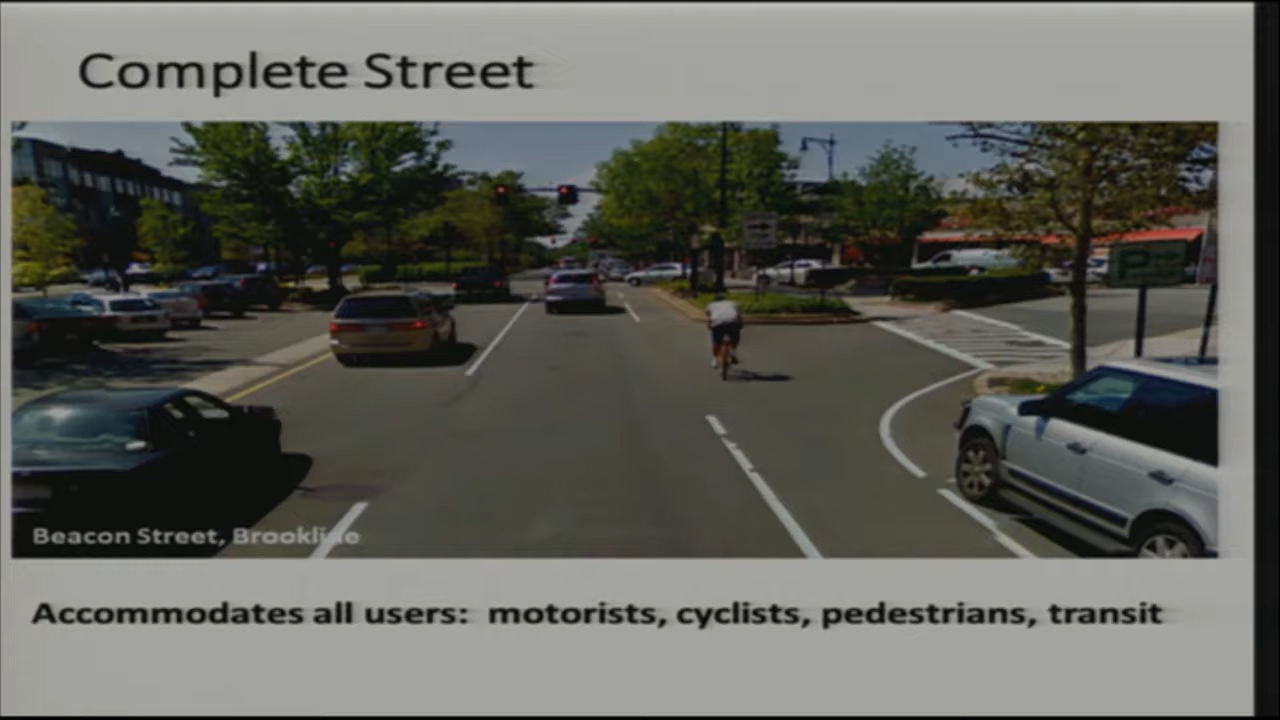 Complete Street
Beacon Street, Brookline
Accommodates all users: motorists, cyclists, pedestrians, transit